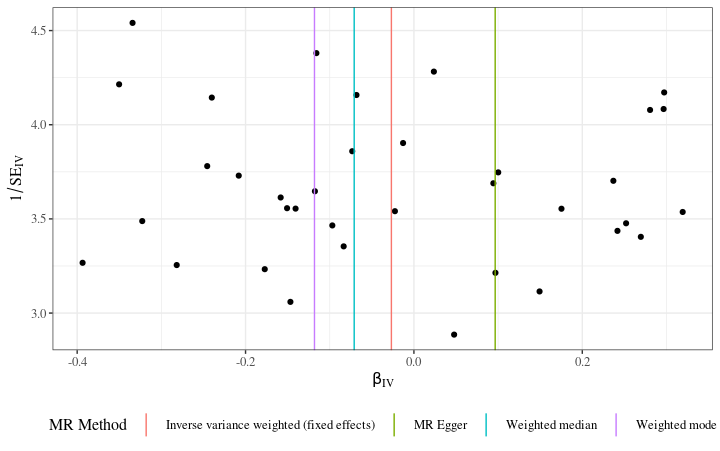 4.5
4.0
3.5
3.0
1/SE_IV
-0.4 -0.2 0.0 0.2
β_IV
MR Method Inverse variance weighted (fixed effects) MR Egger Weighted median Weighted mode